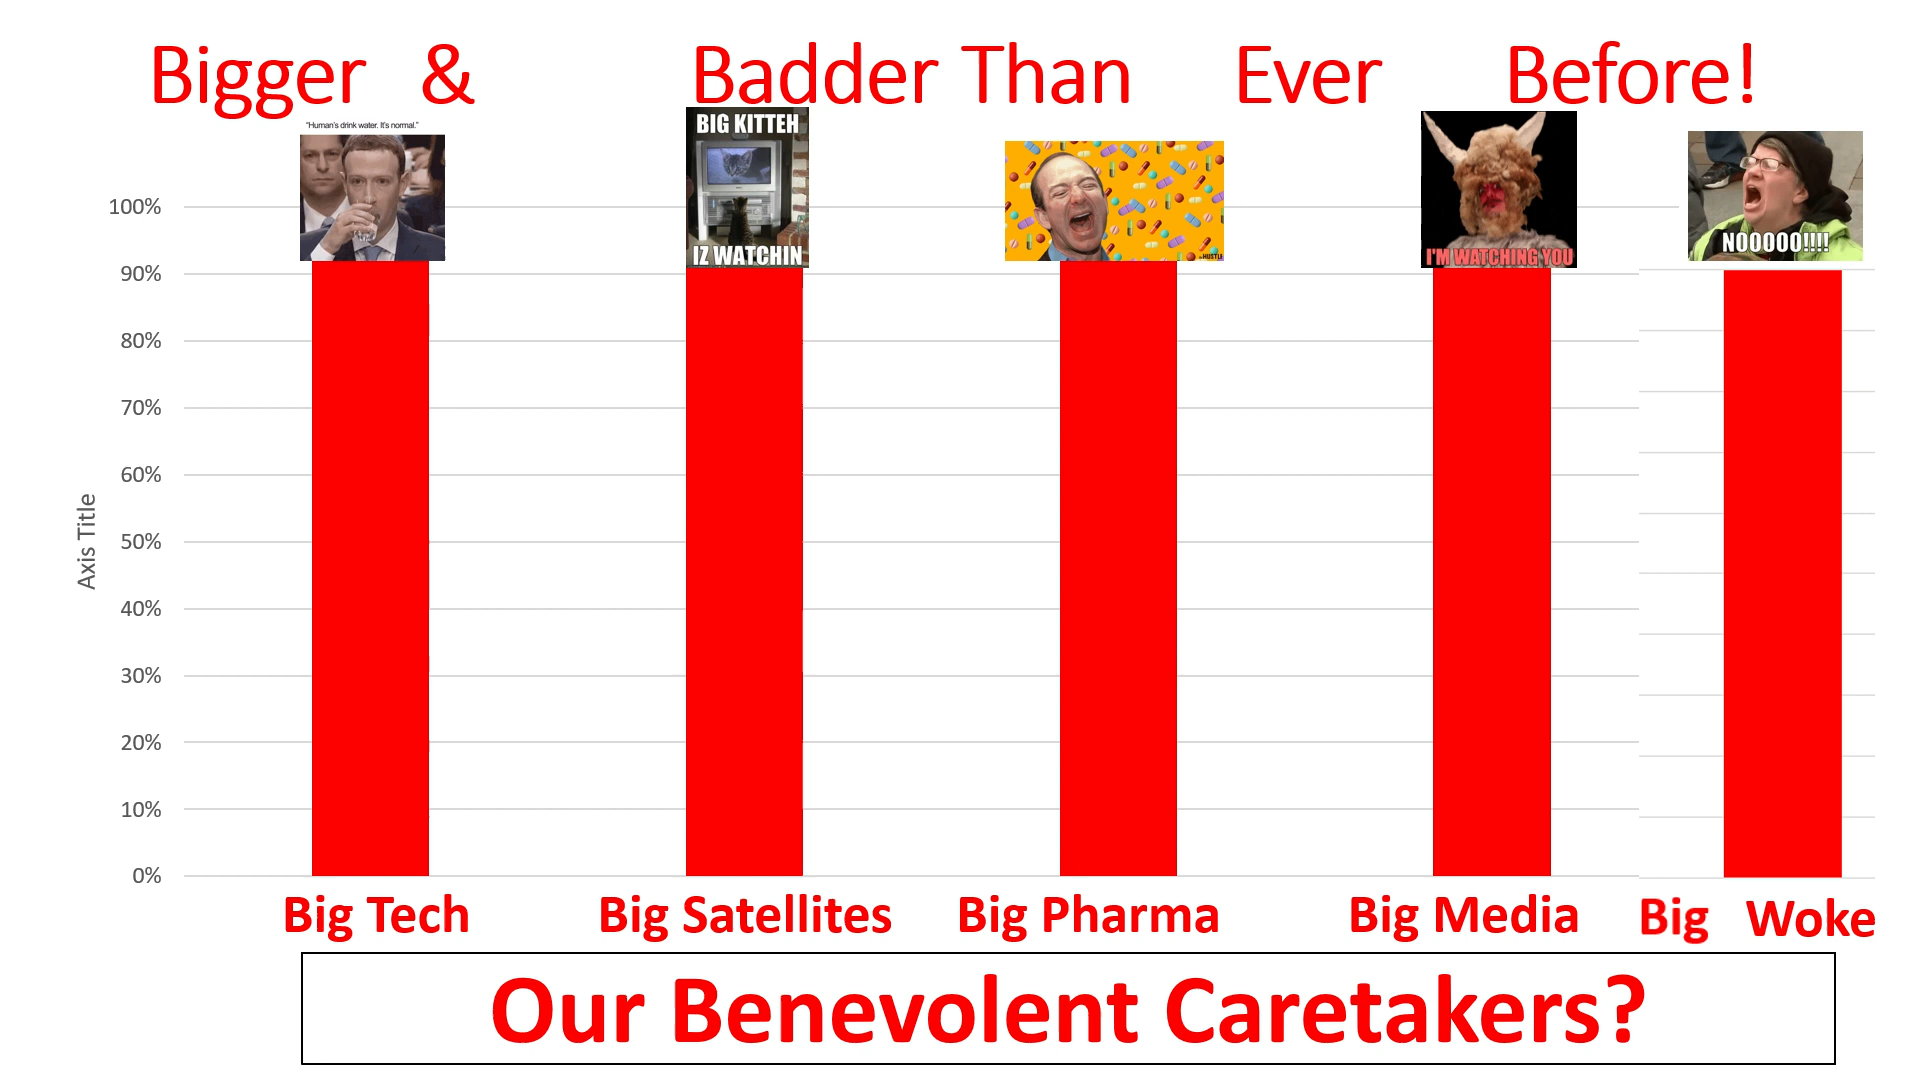 Bigger & Badder Than Ever Before!
"Human's drink water. It's normal."
BIG KITTEH
IZ WATCHIN
HUSTLE
I'M WATCHING YOU
NOOOOO!!!!
100%
90%
80%
70%
60%
50%
40%
30%
20%
10%
0%
Axis Title
Big Tech
Big Satellites
Big Pharma
Big Media
Big Woke
Our Benevolent Caretakers?